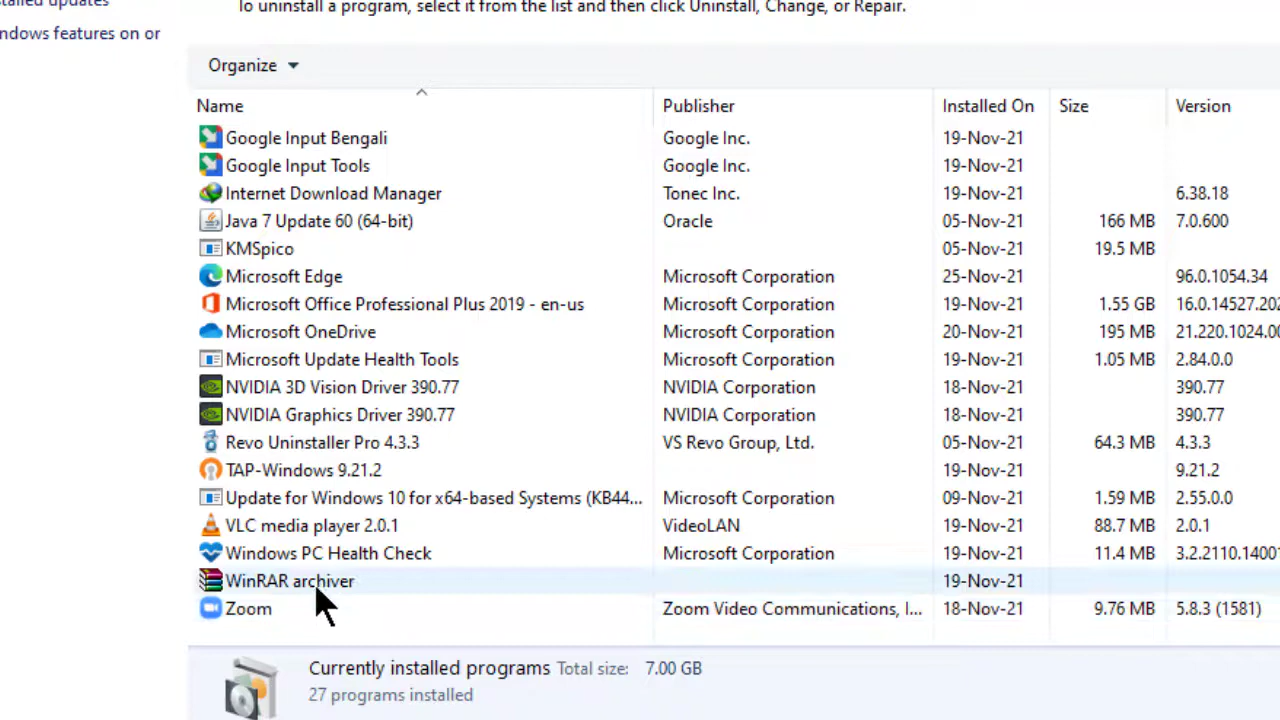 To uninstall a program, select it from the list and then click Uninstall, Change, or Repair.
ndows features on or
Organize
Name Publisher Installed On Size Version
Google Input Bengali Google Inc. 19-Nov-21
Google Input Tools Google Inc. 19-Nov-21
Internet Download Manager Tonec Inc. 19-Nov-21 6.38.18
Java 7 Update 60 (64-bit) Oracle 05-Nov-21 166 MB 7.0.600
KMSpico 05-Nov-21 19.5 MB
Microsoft Edge Microsoft Corporation 25-Nov-21 96.0.1054.34
Microsoft Office Professional Plus 2019 - en-us Microsoft Corporation 19-Nov-21 1.55 GB 16.0.14527.202
Microsoft OneDrive Microsoft Corporation 20-Nov-21 195 MB 21.220.1024.00
Microsoft Update Health Tools Microsoft Corporation 19-Nov-21 1.05 MB 2.84.0.0
NVIDIA 3D Vision Driver 390.77 NVIDIA Corporation 18-Nov-21 390.77
NVIDIA Graphics Driver 390.77 NVIDIA Corporation 18-Nov-21 390.77
Revo Uninstaller Pro 4.3.3 VS Revo Group, Ltd. 05-Nov-21 64.3 MB 4.3.3
TAP-Windows 9.21.2 19-Nov-21 9.21.2
Update for Windows 10 for x64-based Systems (KB44... Microsoft Corporation 09-Nov-21 1.59 MB 2.55.0.0
VLC media player 2.0.1 VideoLAN 19-Nov-21 88.7 MB 2.0.1
Windows PC Health Check Microsoft Corporation 19-Nov-21 11.4 MB 3.2.2110.14001
WinRAR archiver 19-Nov-21
Zoom Zoom Video Communications, I... 18-Nov-21 9.76 MB 5.8.3 (1581)
Currently installed programs Total size: 7.00 GB
27 programs installed